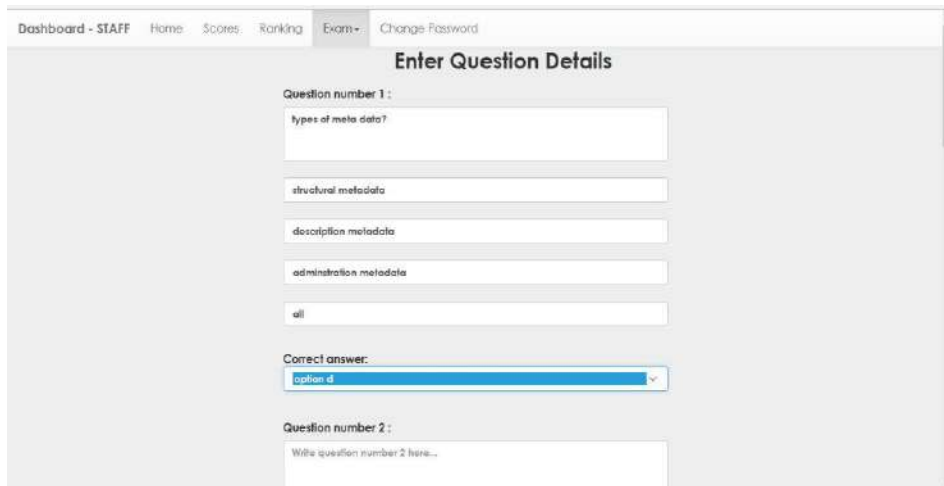 Dashboard - STAFF Home Scores Ranking Exam Change Password
Enter Question Details
Question number 1 :
types of meta data?
structural metadata
description metadata
adminstration metadata
all
Correct answer:
option d
Question number 2 :
Write question number 2 here...